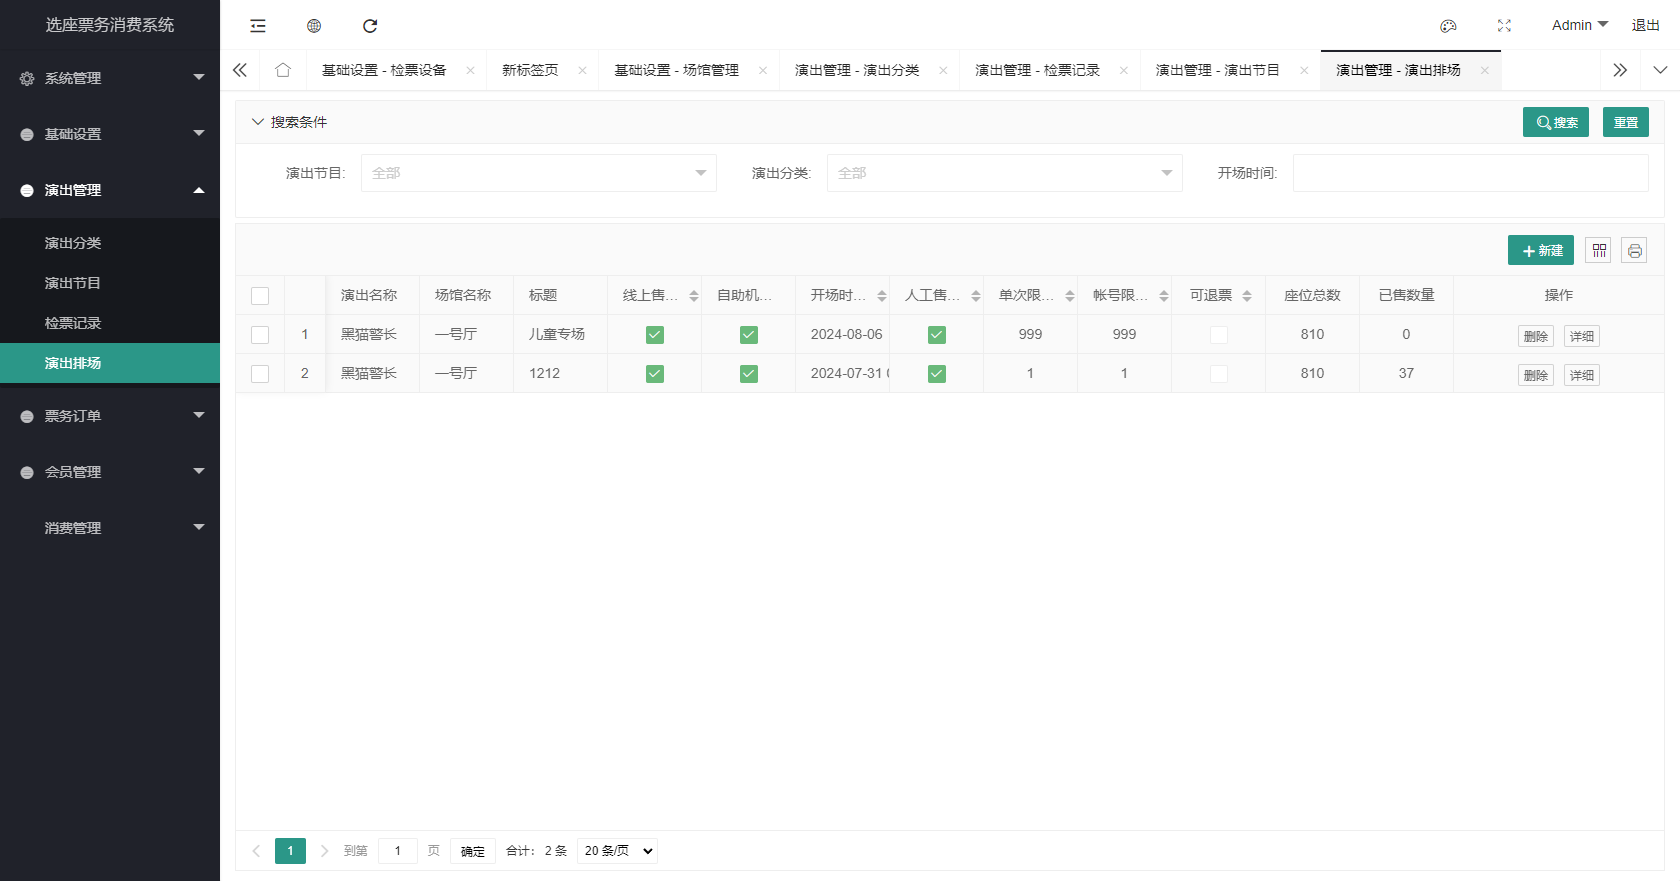 选座票务消费系统
Admin
退出
系统管理
基础设置
演出管理
演出分类
演出节目
检票记录
演出排场
票务订单
会员管理
消费管理
基础设置 - 检票设备
新标签页
基础设置 - 场馆管理
演出管理 - 演出分类
演出管理 - 检票记录
演出管理 - 演出节目
演出管理 - 演出排场
搜索条件
搜索
重置
演出节目: 全部
演出分类: 全部
开场时间:
新建
演出名称 场馆名称 标题 线上售... 自助机... 开场时... 人工售... 单次限... 帐号限... 可退票 座位总数 已售数量 操作
1 黑猫警长 一号厅 儿童专场 2024-08-06 999 999 810 0 删除 详细
2 黑猫警长 一号厅 1212 2024-07-31 1 1 810 37 删除 详细
1 到第 1 页 确定 合计: 2 条 20 条/页